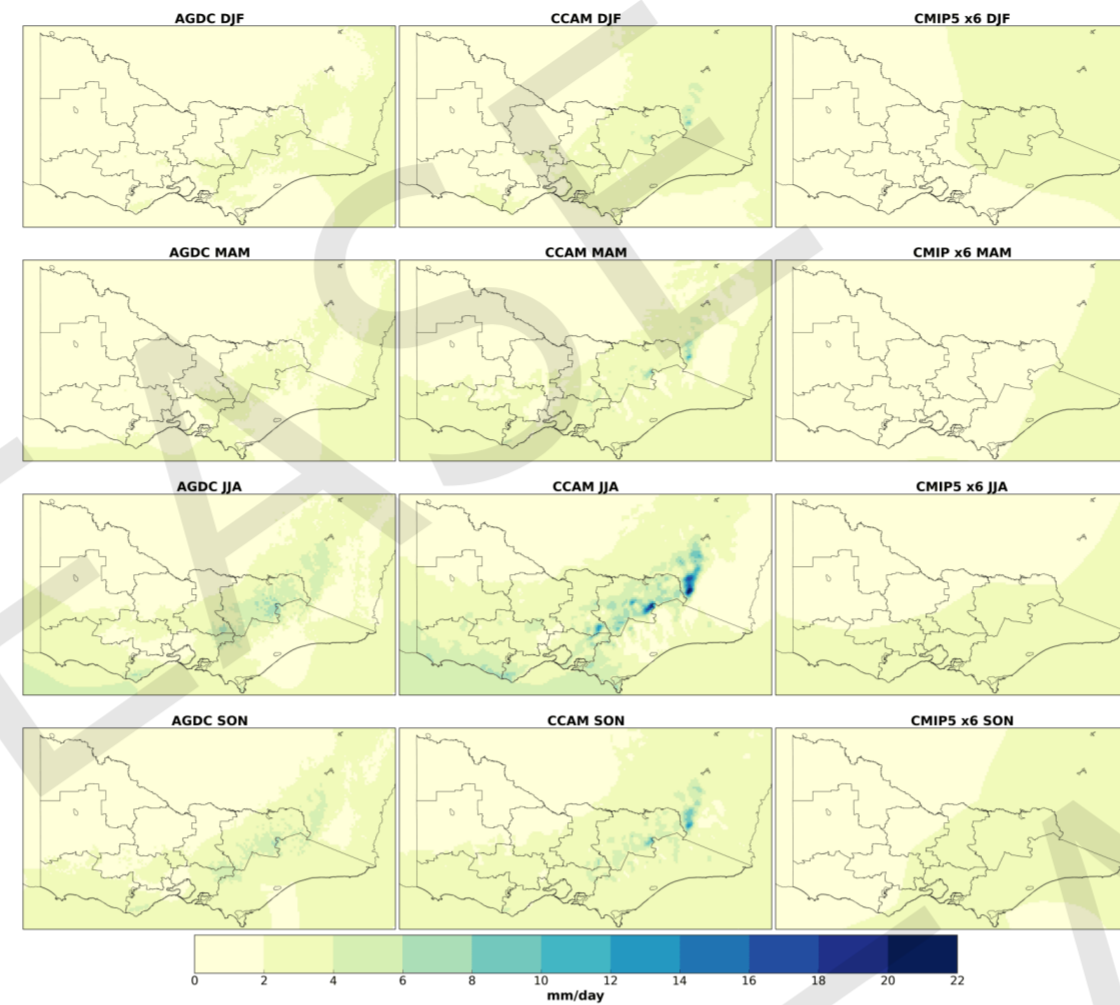 AGDC DJF CCAM DJF CMIP5 x6 DJF
AGDC MAM CCAM MAM CMIP x6 MAM
AGDC JJA CCAM JJA CMIP5 x6 JJA
AGDC SON CCAM SON CMIP5 x6 SON
0 2 4 6 8 10 12 14 16 18 20 22
mm/day